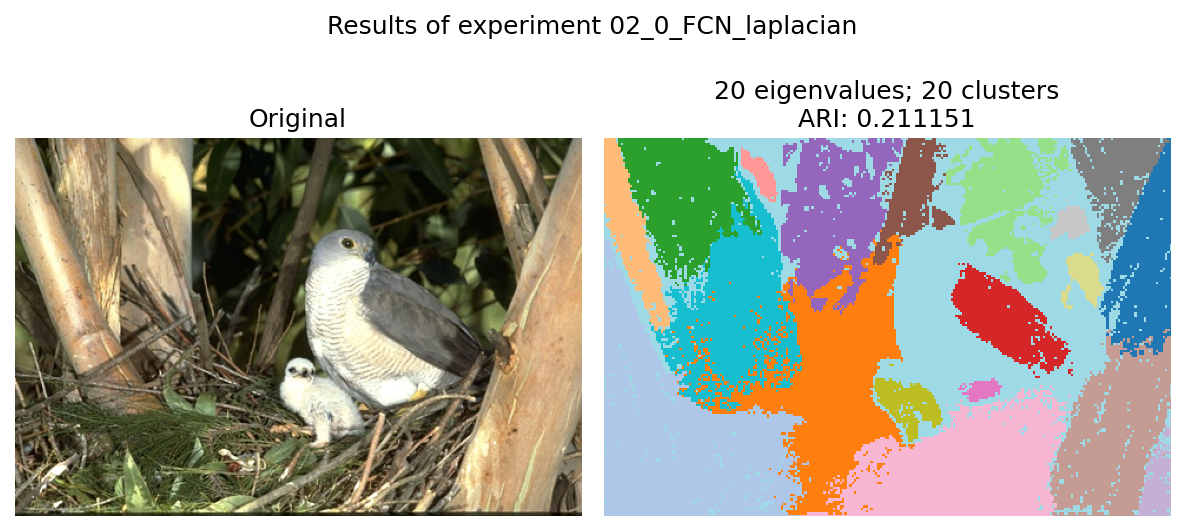 Results of experiment 02_0_FCN_laplacian
Original
20 eigenvalues; 20 clusters
ARI: 0.211151